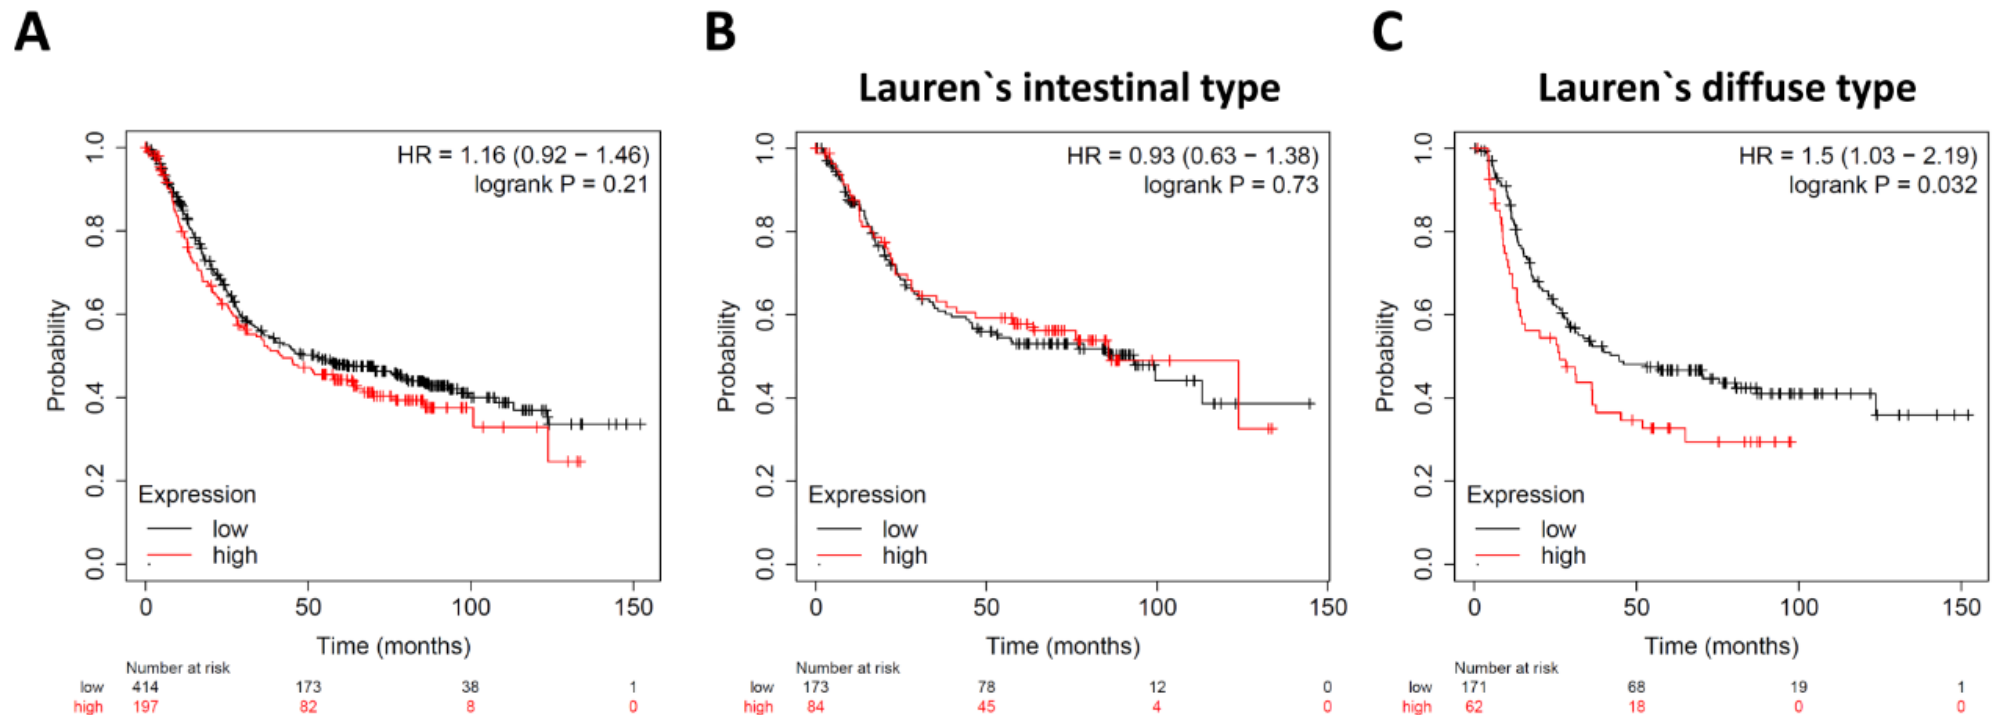 A
HR = 1.16 (0.92 − 1.46)
logrank P = 0.21
Probability
1.0
0.8
0.6
0.4
0.2
0.0
Expression
low
high
0 50 100 150
Time (months)
Number at risk
low 414 173 38 1
high 197 82 8 0
B
Lauren`s intestinal type
HR = 0.93 (0.63 − 1.38)
logrank P = 0.73
Probability
1.0
0.8
0.6
0.4
0.2
0.0
Expression
low
high
0 50 100 150
Time (months)
Number at risk
low 173 78 12 0
high 84 45 4 0
C
Lauren`s diffuse type
HR = 1.5 (1.03 − 2.19)
logrank P = 0.032
Probability
1.0
0.8
0.6
0.4
0.2
0.0
Expression
low
high
0 50 100 150
Time (months)
Number at risk
low 171 68 19 1
high 62 18 0 0